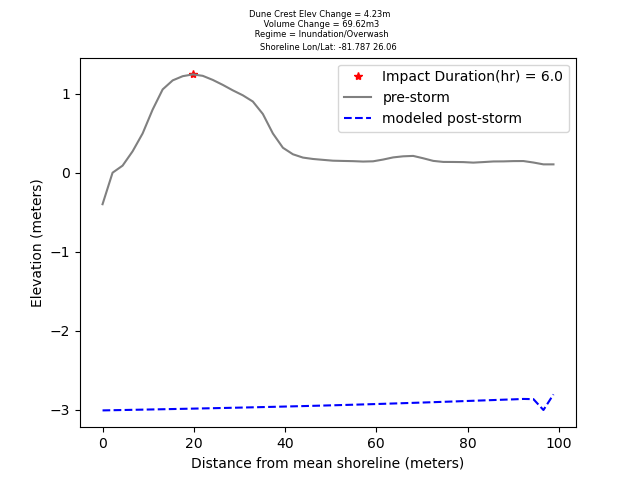 Dune Crest Elev Change = 4.23m
Volume Change = 69.62m3
Regime = Inundation/Overwash
Shoreline Lon/Lat: -81.787 26.06
Impact Duration(hr) = 6.0
pre-storm
modeled post-storm
Elevation (meters)
1
0
−1
−2
−3
0
20
40
60
80
100
Distance from mean shoreline (meters)